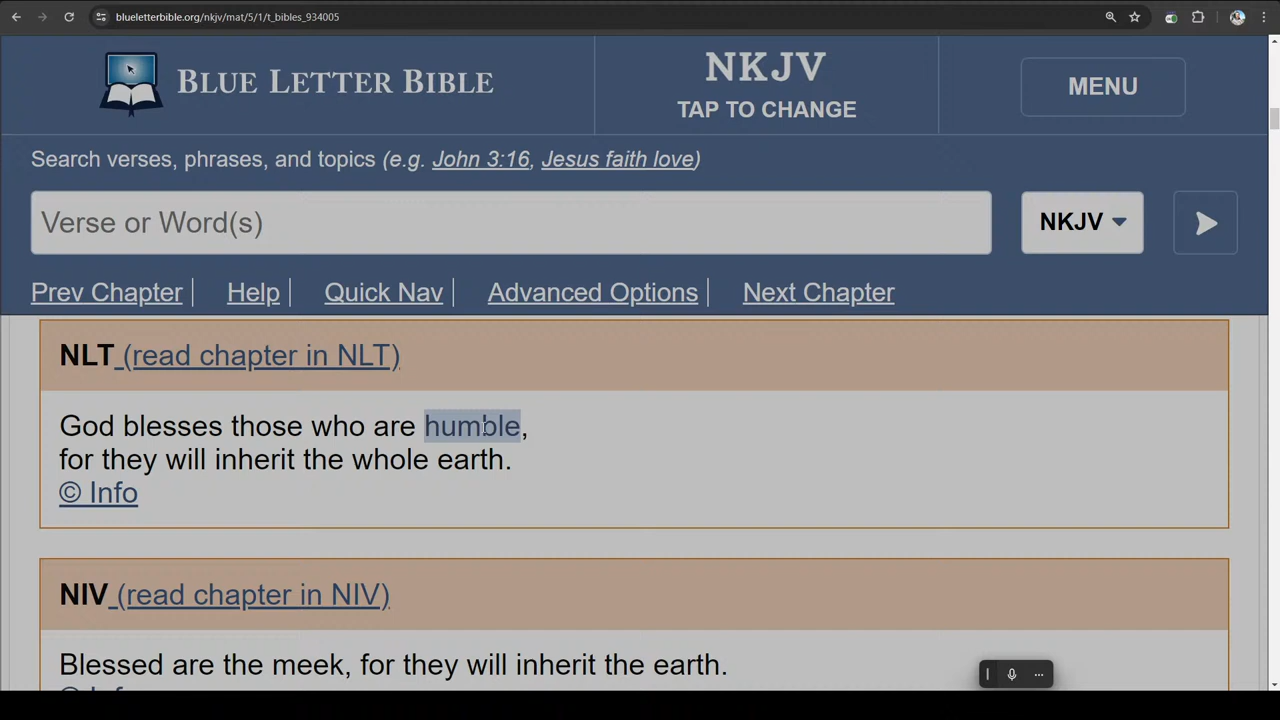 blueletterbible.org/nkjv/mat/5/1/t_bibles_934005
BLUE LETTER BIBLE
NKJV
TAP TO CHANGE
MENU
Search verses, phrases, and topics (e.g. John 3:16, Jesus faith love)
Verse or Word(s)
NKJV
Prev Chapter
Help
Quick Nav
Advanced Options
Next Chapter
NLT (read chapter in NLT)
God blesses those who are humble,
for they will inherit the whole earth.
© Info
NIV (read chapter in NIV)
Blessed are the meek, for they will inherit the earth.